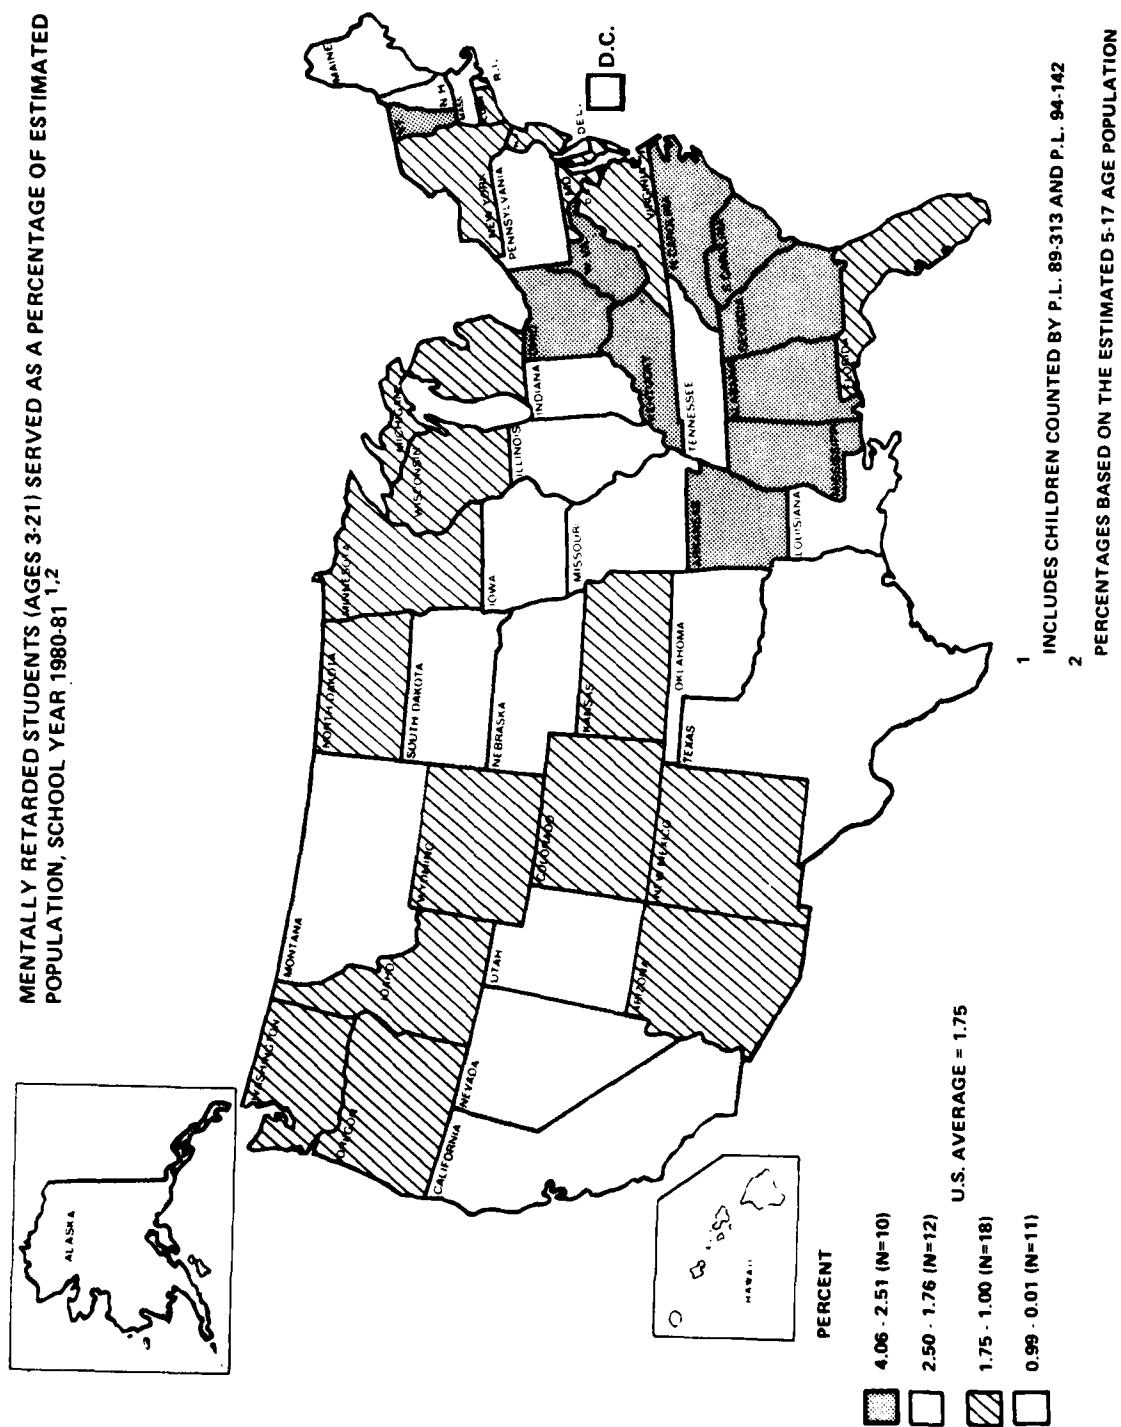 MENTALLY RETARDED STUDENTS (AGES 3-21) SERVED AS A PERCENTAGE OF ESTIMATED
POPULATION, SCHOOL YEAR 1980-81 1,2
ALASKA
WASHINGTON
OREGON
CALIFORNIA
NEVADA
IDAHO
MONTANA
UTAH
ARIZONA
WYOMING
COLORADO
NEW MEXICO
NORTH DAKOTA
SOUTH DAKOTA
NEBRASKA
KANSAS
OKLAHOMA
TEXAS
MINNESOTA
IOWA
MISSOURI
ARKANSAS
LOUISIANA
WISCONSIN
ILLINOIS
MICHIGAN
INDIANA
OHIO
KENTUCKY
TENNESSEE
MISSISSIPPI
ALABAMA
GEORGIA
FLORIDA
S. CAROLINA
N. CAROLINA
VIRGINIA
W. VA.
MD.
DEL.
D.C.
PENNSYLVANIA
NEW YORK
N.H.
MASS
R.I.
MAINE
HAWAII
PERCENT
4.06 - 2.51 (N=10)
2.50 - 1.76 (N=12)
1.75 - 1.00 (N=18)
0.99 - 0.01 (N=11)
U.S. AVERAGE = 1.75
1 INCLUDES CHILDREN COUNTED BY P.L. 89-313 AND P.L. 94-142
2 PERCENTAGES BASED ON THE ESTIMATED 5-17 AGE POPULATION